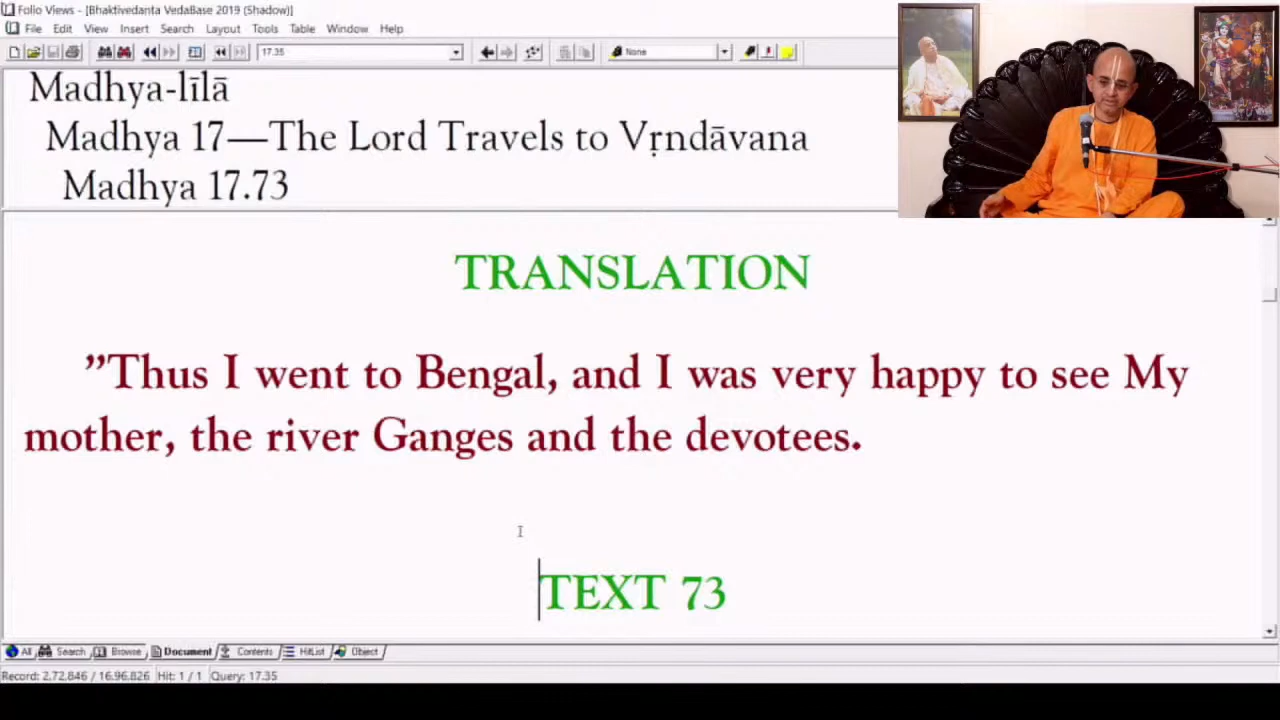 Folio Views - [Bhaktivedanta VedaBase 2019 (Shadow)]
File Edit View Insert Search Layout Tools Table Window Help
17.35 None
Madhya-līlā
Madhya 17—The Lord Travels to Vṛndāvana
Madhya 17.73
TRANSLATION
”Thus I went to Bengal, and I was very happy to see My
mother, the river Ganges and the devotees.
TEXT 73
All Search Browse Document Contents HitList Object
Record: 2,72,846 / 16,96,826 Hit: 1 / 1 Query: 17.35